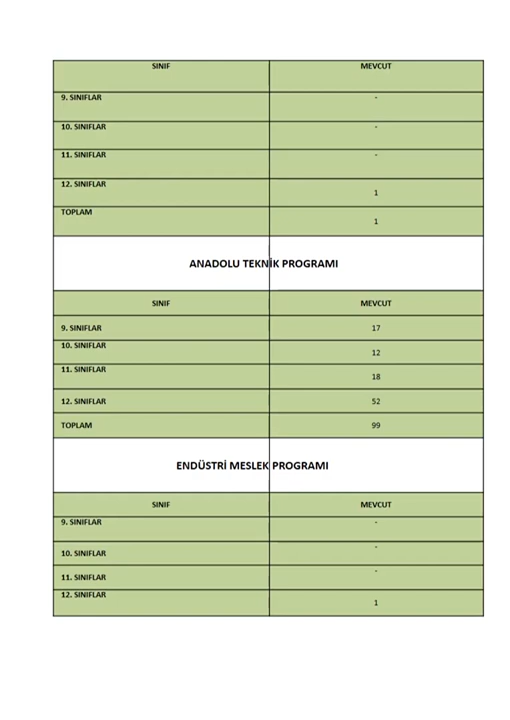 SINIF MEVCUT
9. SINIFLAR -
10. SINIFLAR -
11. SINIFLAR -
12. SINIFLAR 1
TOPLAM 1
ANADOLU TEKNİK PROGRAMI
SINIF MEVCUT
9. SINIFLAR 17
10. SINIFLAR 12
11. SINIFLAR 18
12. SINIFLAR 52
TOPLAM 99
ENDÜSTRİ MESLEK PROGRAMI
SINIF MEVCUT
9. SINIFLAR -
10. SINIFLAR -
11. SINIFLAR -
12. SINIFLAR 1